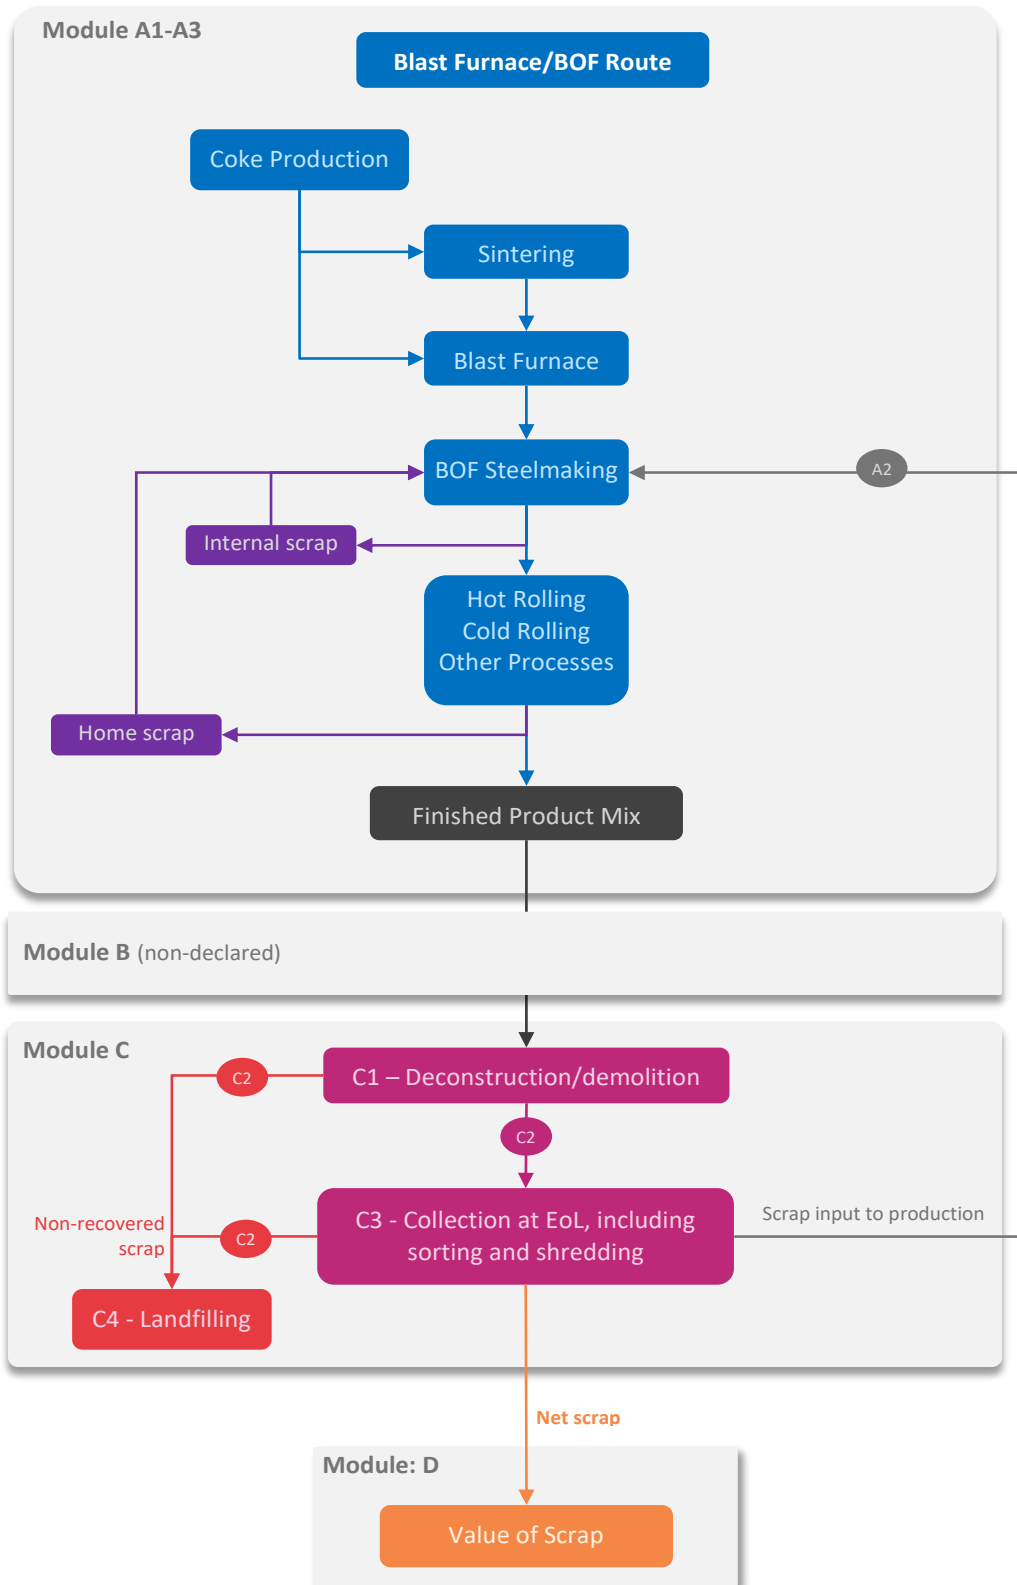 Module A1-A3
Blast Furnace/BOF Route
Coke Production
Sintering
Blast Furnace
BOF Steelmaking
A2
Internal scrap
Hot Rolling
Cold Rolling
Other Processes
Home scrap
Finished Product Mix
Module B (non-declared)
Module C
C2
C1 – Deconstruction/demolition
C2
Non-recovered
scrap
C2
C3 - Collection at EoL, including
sorting and shredding
Scrap input to production
C4 - Landfilling
Net scrap
Module: D
Value of Scrap